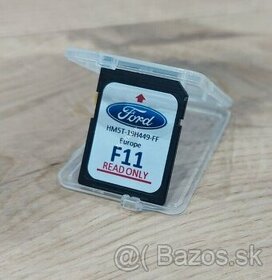 Ford
HM5T-19H449-FF
Europe
F11
READ ONLY
@( Bazos.sk